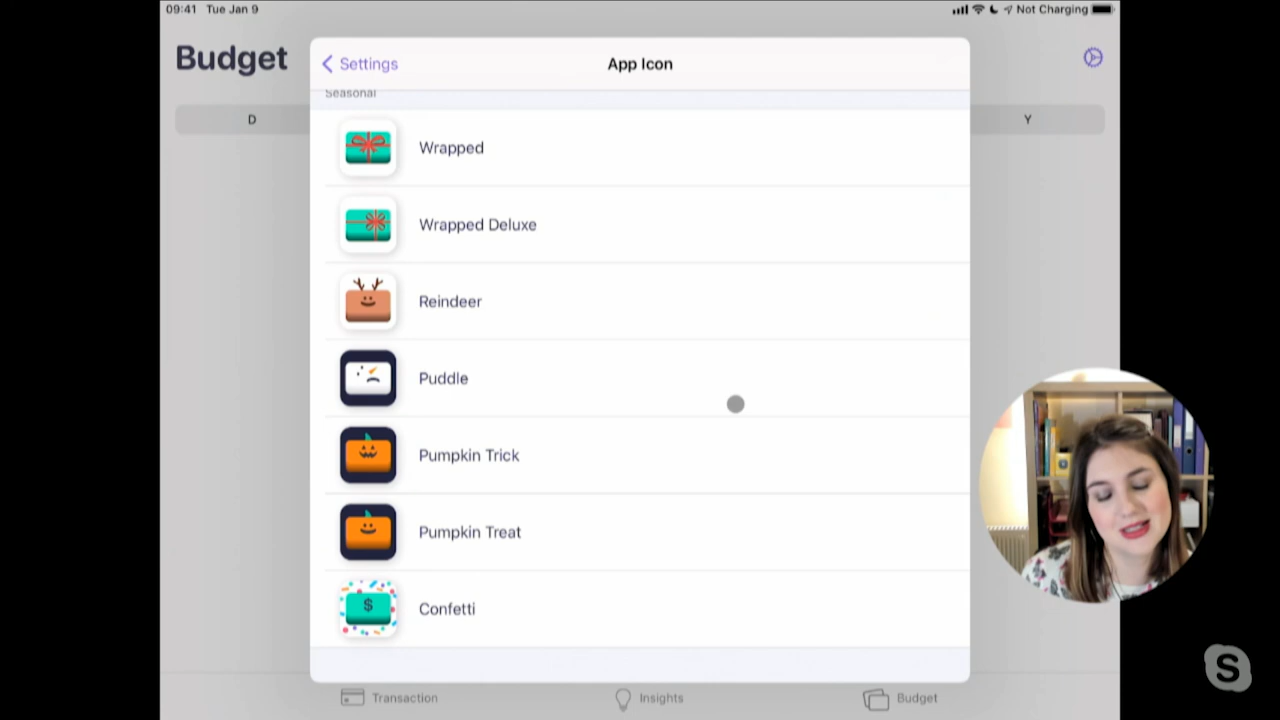 09:41 Tue Jan 9 Not Charging
Budget
Settings App Icon
D Y
Seasonal
Wrapped
Wrapped Deluxe
Reindeer
Puddle
Pumpkin Trick
Pumpkin Treat
$ Confetti
Transaction Insights Budget
S